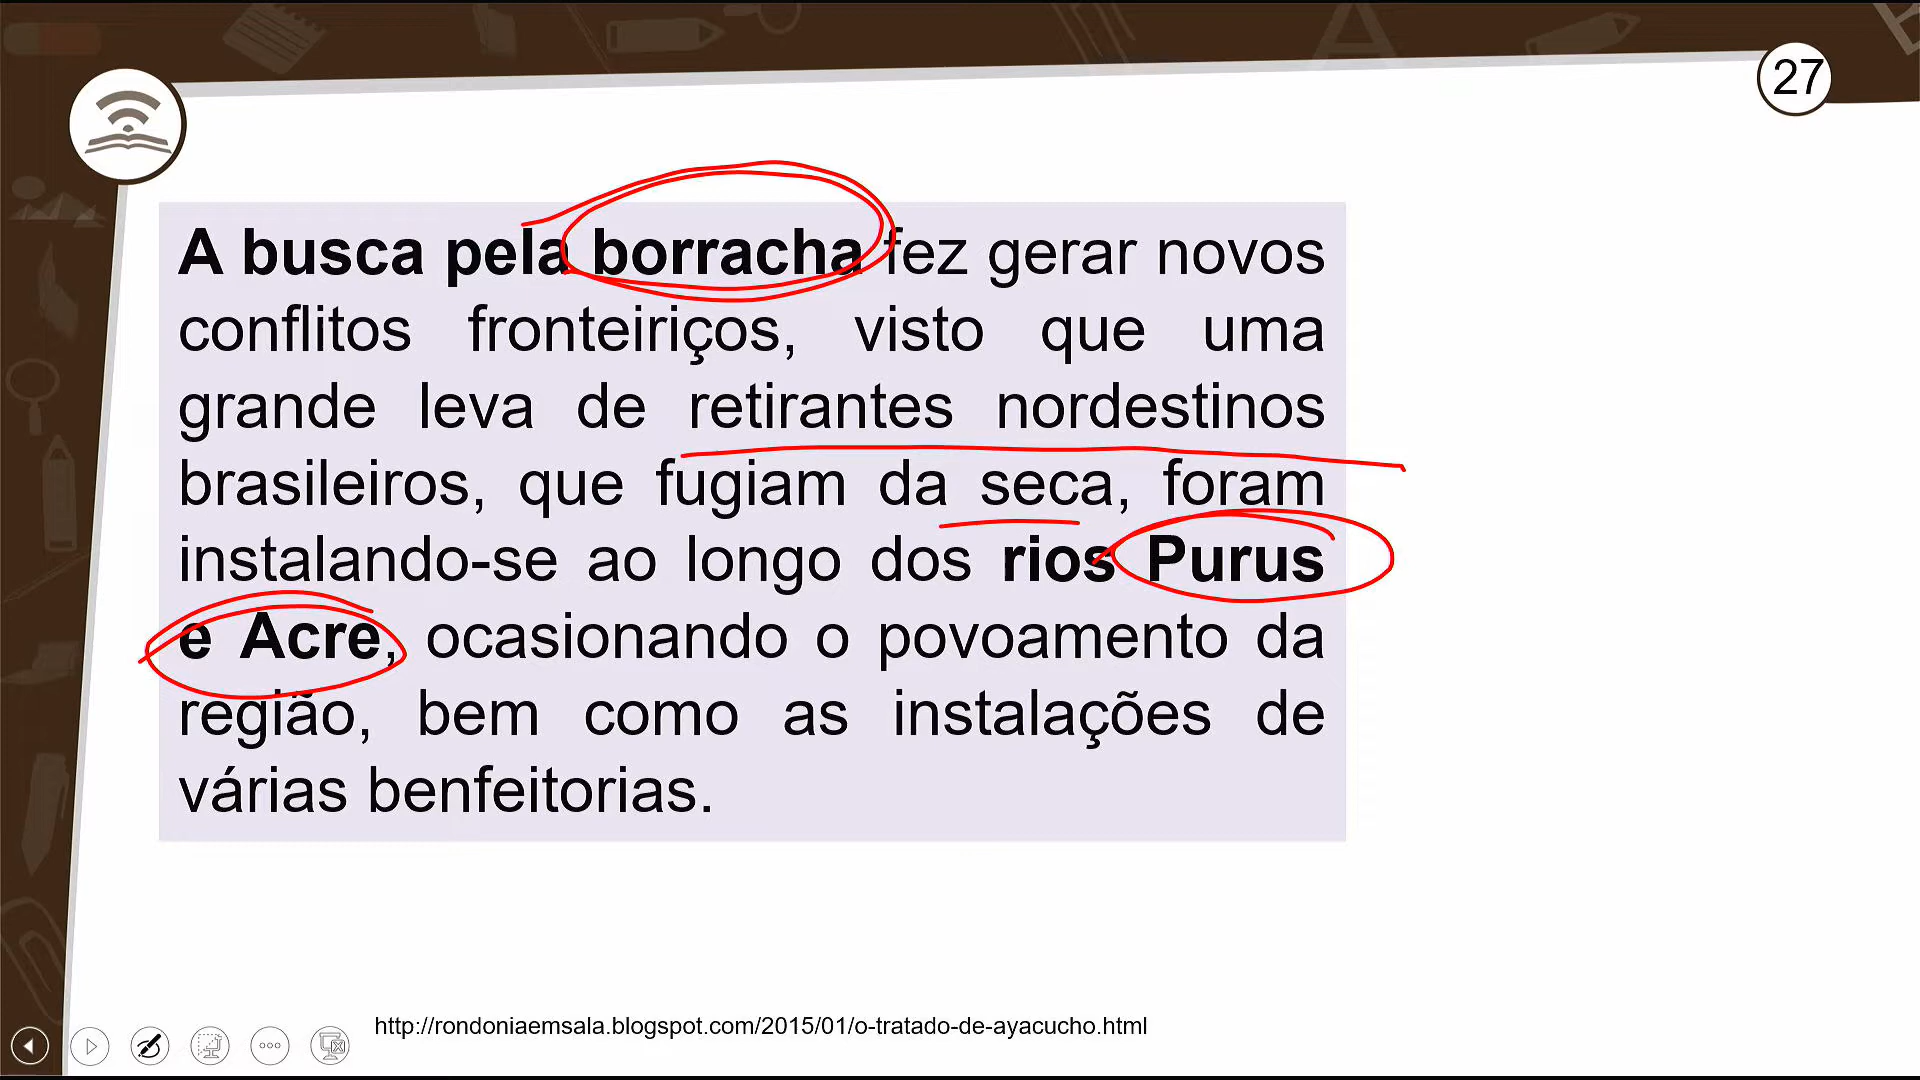 27
A busca pela borracha fez gerar novos
conflitos fronteiriços, visto que uma
grande leva de retirantes nordestinos
brasileiros, que fugiam da seca, foram
instalando-se ao longo dos rios Purus
e Acre, ocasionando o povoamento da
região, bem como as instalações de
várias benfeitorias.
http://rondoniaemsala.blogspot.com/2015/01/o-tratado-de-ayacucho.html